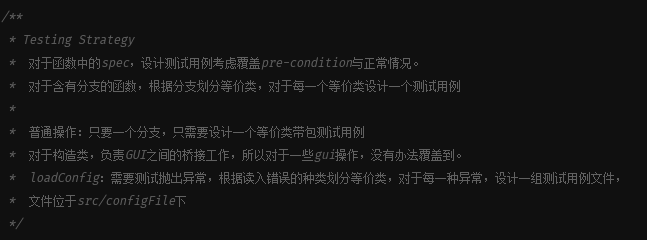 /**
* Testing Strategy
* 对于函数中的spec，设计测试用例考虑覆盖pre-condition与正常情况。
* 对于含有分支的函数，根据分支划分等价类，对于每一个等价类设计一个测试用例
*
* 普通操作：只要一个分支，只需要设计一个等价类带包测试用例
* 对于构造类，负责GUI之间的桥接工作，所以对于一些gui操作，没有办法覆盖到。
* loadConfig：需要测试抛出异常，根据读入错误的种类划分等价类，对于每一种异常，设计一组测试用例文件，
* 文件位于src/configFile下
*/